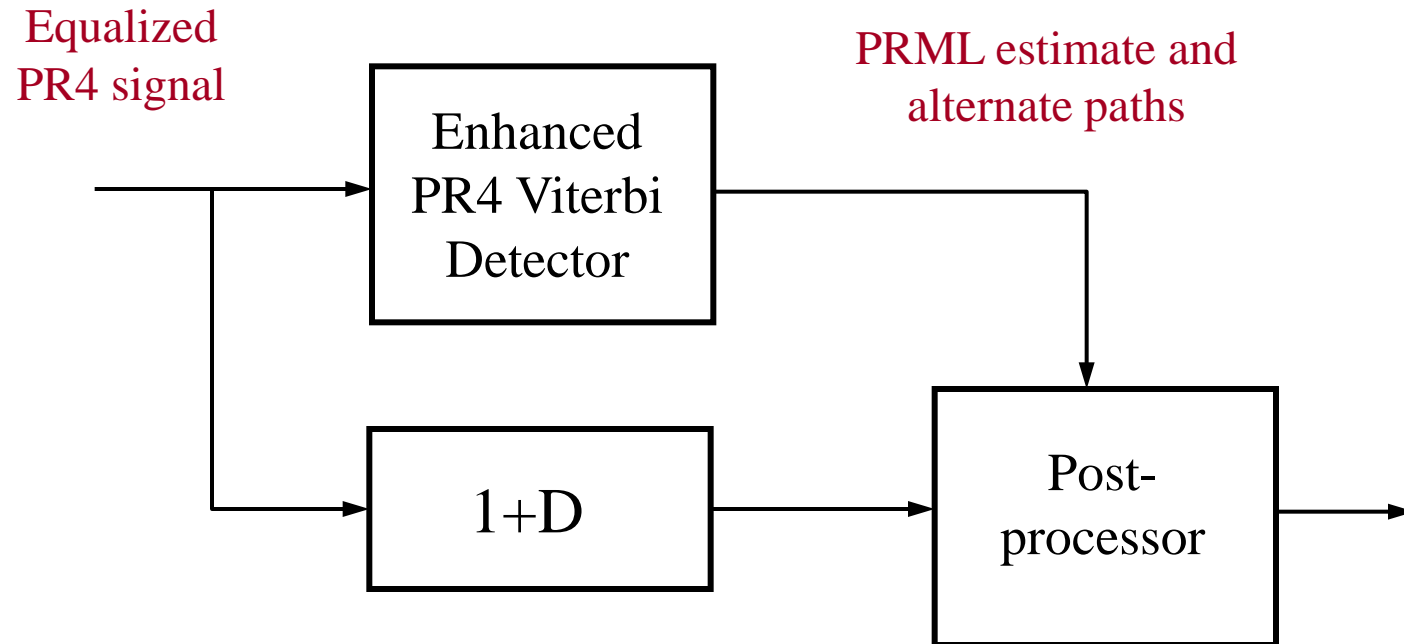 Equalized
PR4 signal
Enhanced
PR4 Viterbi
Detector
PRML estimate and
alternate paths
1+D
Post-
processor